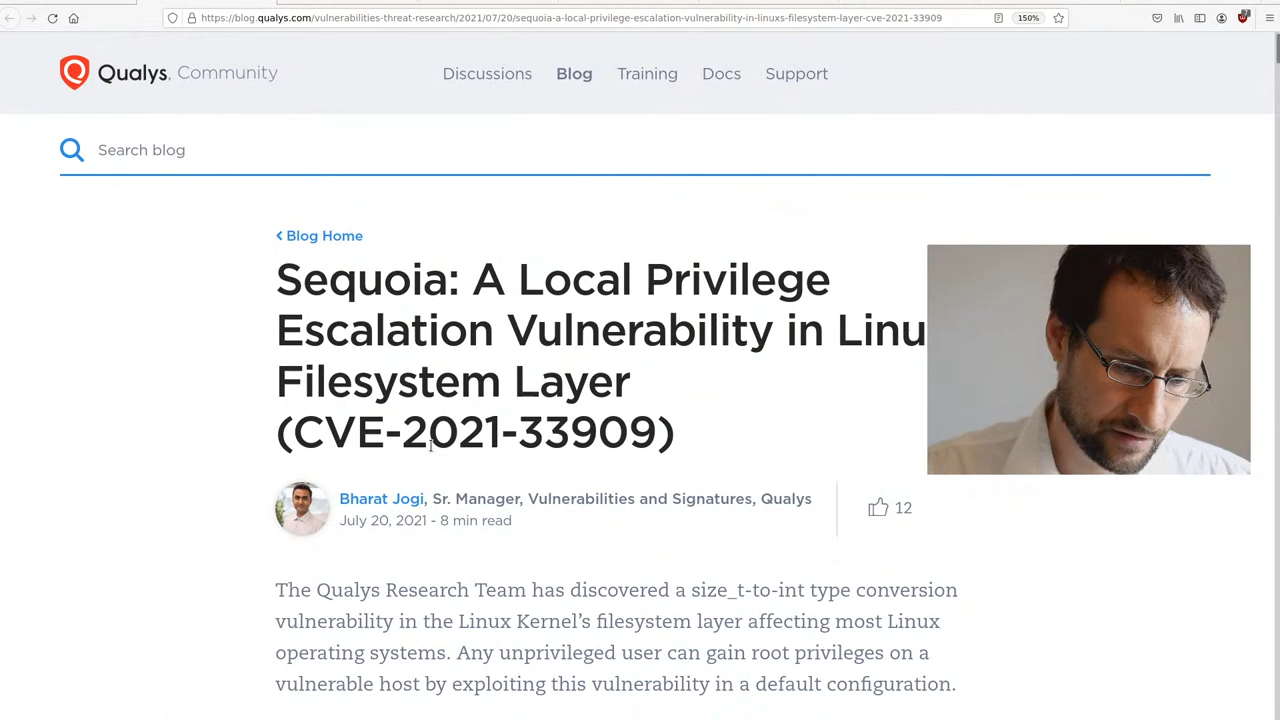 https://blog.qualys.com/vulnerabilities-threat-research/2021/07/20/sequoia-a-local-privilege-escalation-vulnerability-in-linuxs-filesystem-layer-cve-2021-33909
150%
Qualys. Community
Discussions Blog Training Docs Support
Search blog
Blog Home
Sequoia: A Local Privilege
Escalation Vulnerability in Linu
Filesystem Layer
(CVE-2021-33909)
Bharat Jogi, Sr. Manager, Vulnerabilities and Signatures, Qualys
July 20, 2021 - 8 min read
12
The Qualys Research Team has discovered a size_t-to-int type conversion
vulnerability in the Linux Kernel’s filesystem layer affecting most Linux
operating systems. Any unprivileged user can gain root privileges on a
vulnerable host by exploiting this vulnerability in a default configuration.